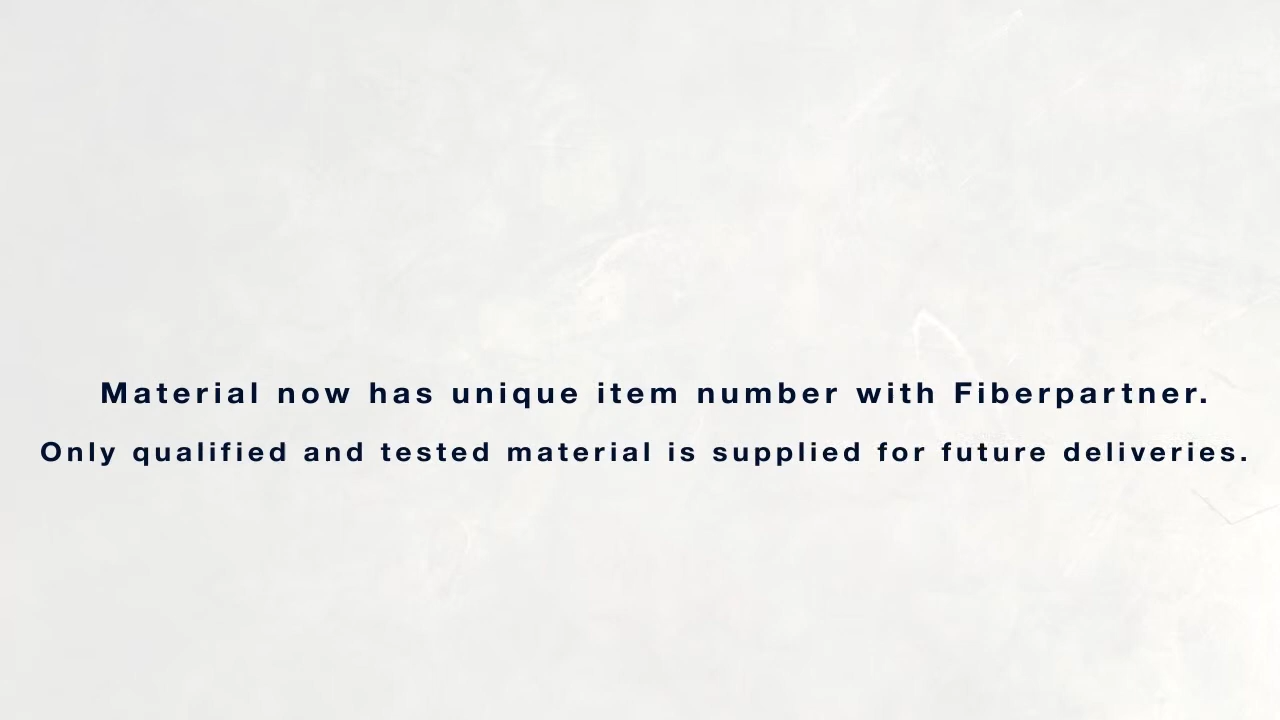 Material now has unique item number with Fiberpartner.
Only qualified and tested material is supplied for future deliveries.